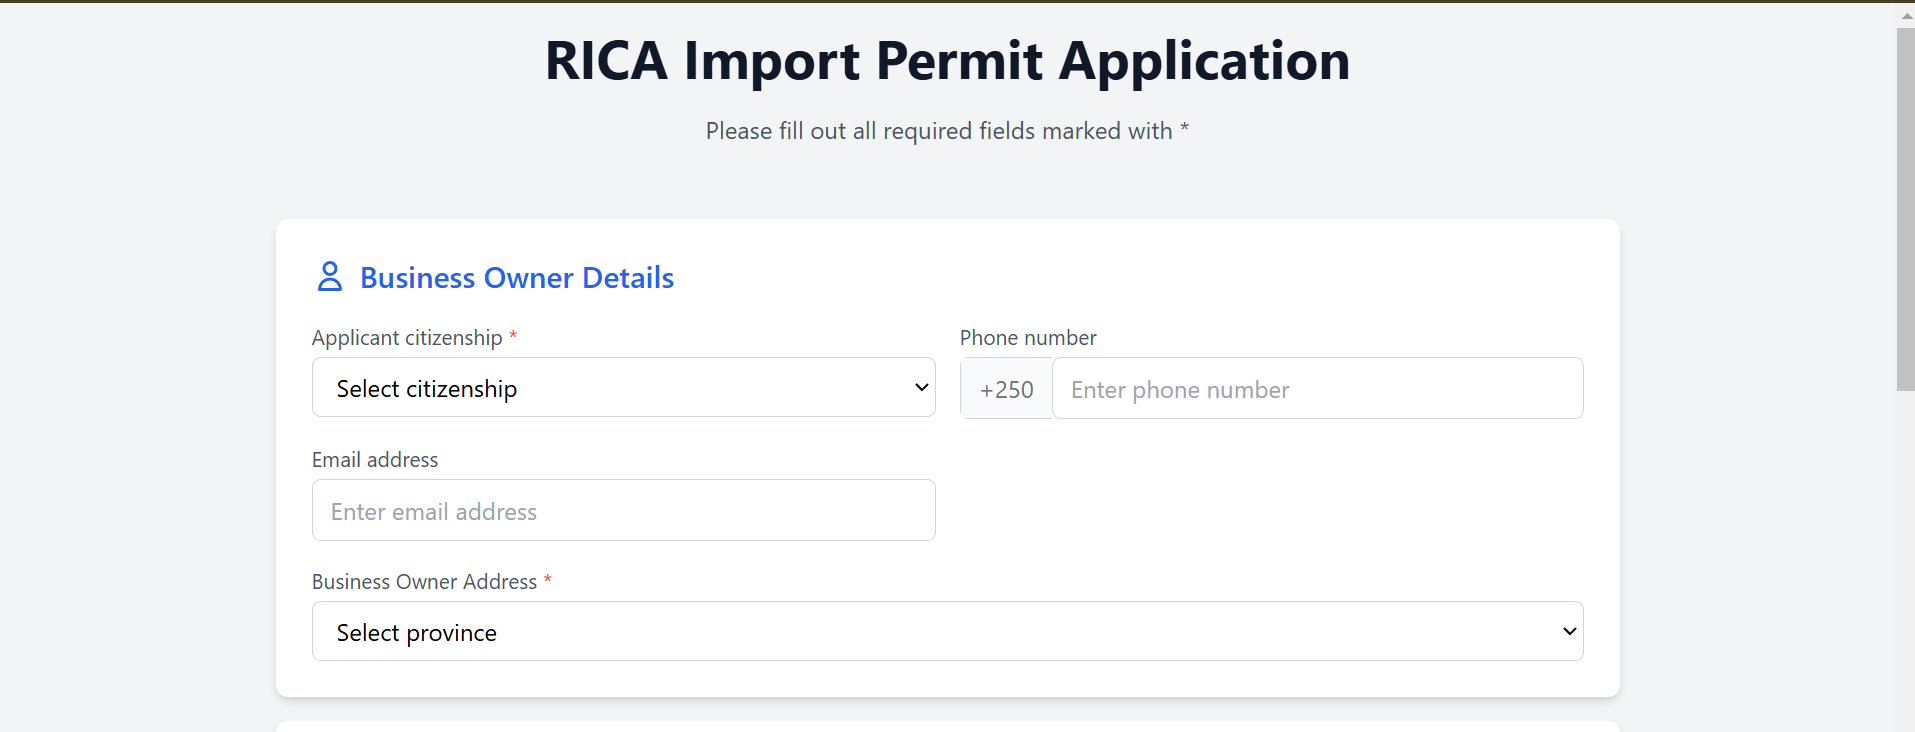 RICA Import Permit Application
Please fill out all required fields marked with *
Business Owner Details
Applicant citizenship *
Select citizenship
Phone number
+250 Enter phone number
Email address
Enter email address
Business Owner Address *
Select province